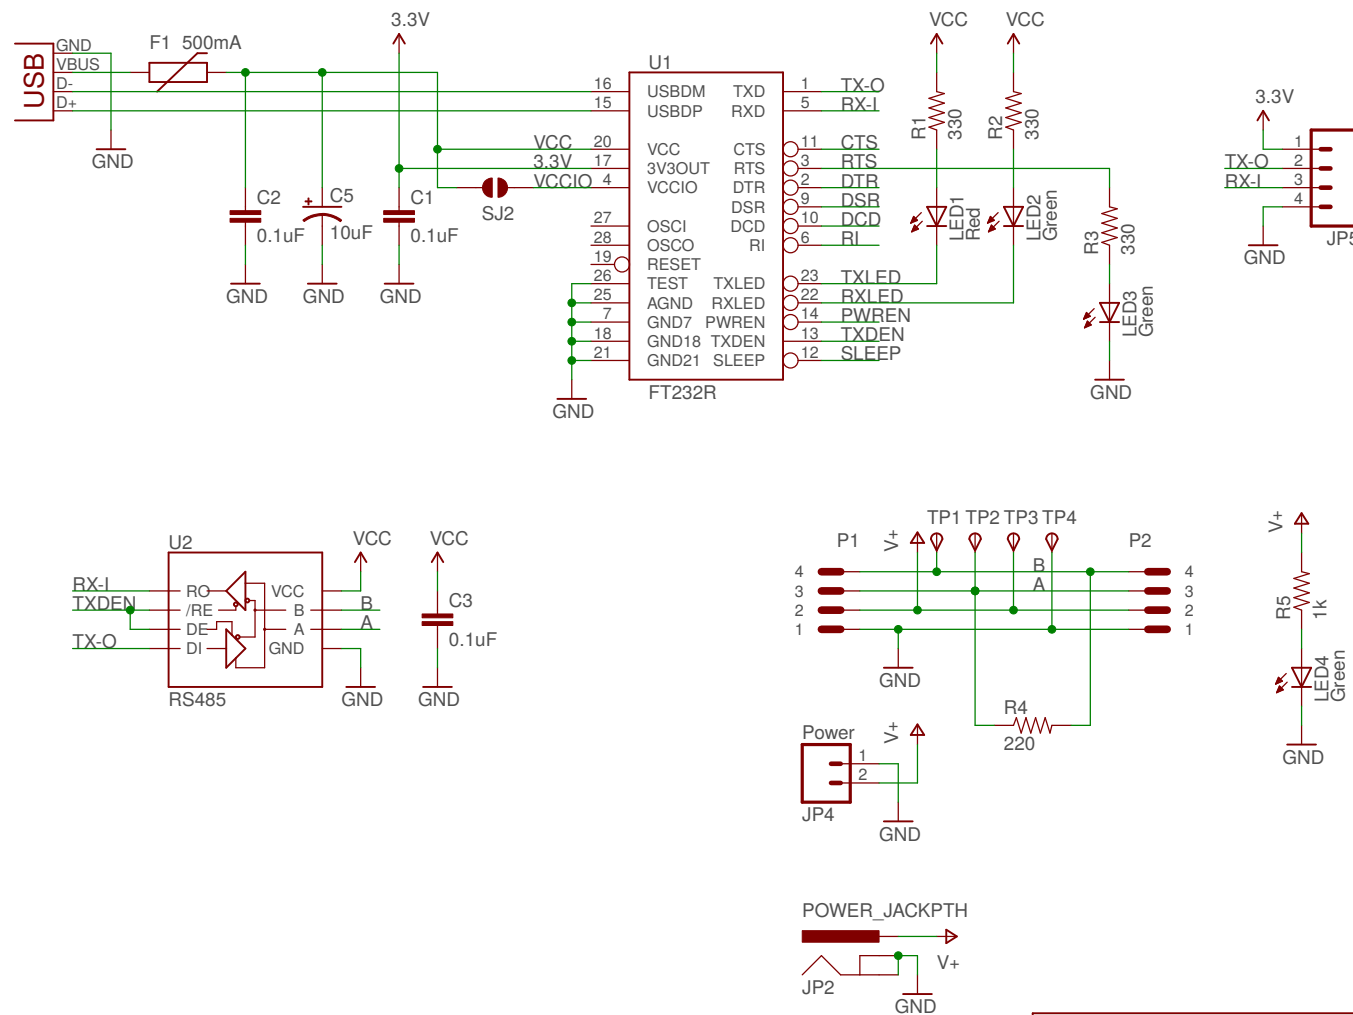 3.3V
VCC
VCC
USB
GND
VBUS
D-
D+
GND
F1 500mA
C2
0.1uF
GND
C5
10uF
GND
C1
0.1uF
GND
SJ2
VCC
3.3V
VCCIO
U1
16 USBDM TXD 1 TX-O
15 USBDP RXD 5 RX-I
20 VCC CTS 11 CTS
17 3V3OUT RTS 3 RTS
4 VCCIO DTR 2 DTR
DSR 9 DSR
27 OSCI DCD 10 DCD
28 OSCO RI 6 RI
19 RESET
26 TEST TXLED 23 TXLED
25 AGND RXLED 22 RXLED
7 GND7 PWREN 14 PWREN
18 GND18 TXDEN 13 TXDEN
21 GND21 SLEEP 12 SLEEP
FT232R
GND
R1
330
R2
330
LED1
Red
LED2
Green
R3
330
LED3
Green
GND
3.3V
1
TX-O 2
RX-I 3
4
GND
U2
VCC
RX-I RO VCC
TXDEN /RE B B
DE A A
TX-O DI GND
RS485
GND
VCC
C3
0.1uF
GND
TP1 TP2 TP3 TP4
P1 V+ P2
4 B 4
3 A 3
2 2
1 1
GND
R4
220
Power
V+
1
2
JP4
GND
V+
R5
1k
LED4
Green
GND
POWER_JACKPTH
V+
JP2
GND